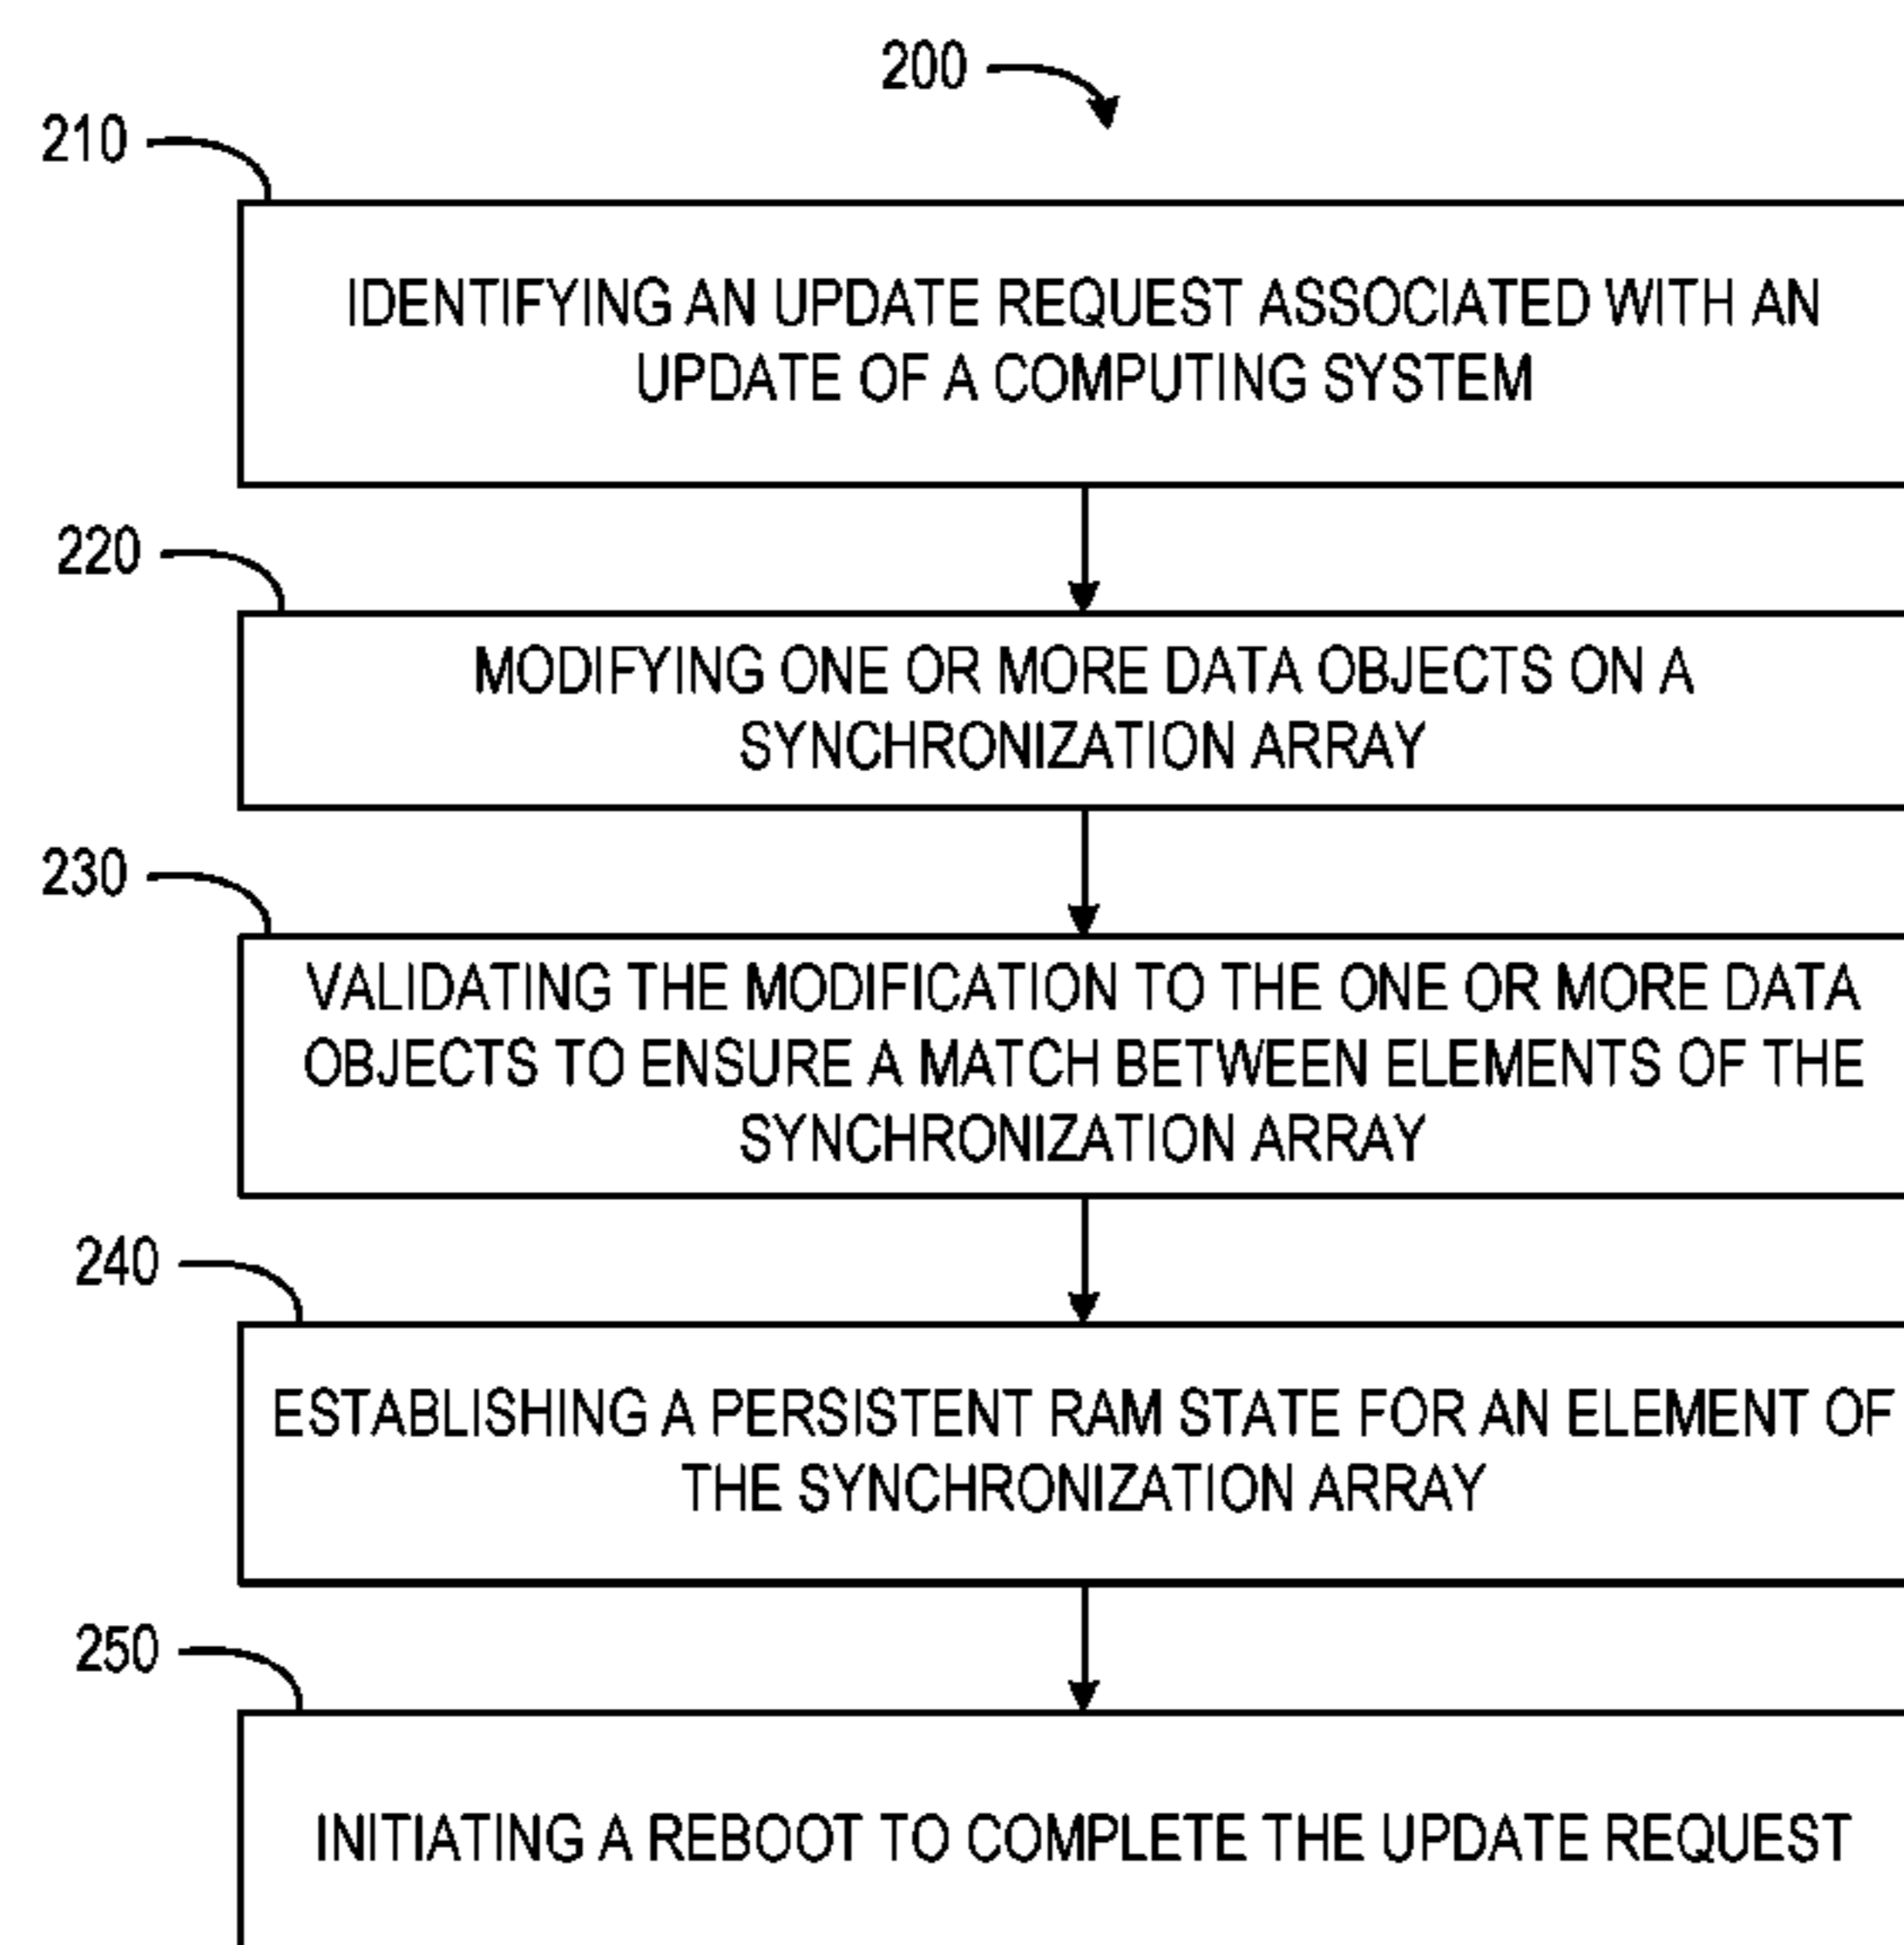 200
210
IDENTIFYING AN UPDATE REQUEST ASSOCIATED WITH AN
UPDATE OF A COMPUTING SYSTEM
220
MODIFYING ONE OR MORE DATA OBJECTS ON A
SYNCHRONIZATION ARRAY
230
VALIDATING THE MODIFICATION TO THE ONE OR MORE DATA
OBJECTS TO ENSURE A MATCH BETWEEN ELEMENTS OF THE
SYNCHRONIZATION ARRAY
240
ESTABLISHING A PERSISTENT RAM STATE FOR AN ELEMENT OF
THE SYNCHRONIZATION ARRAY
250
INITIATING A REBOOT TO COMPLETE THE UPDATE REQUEST